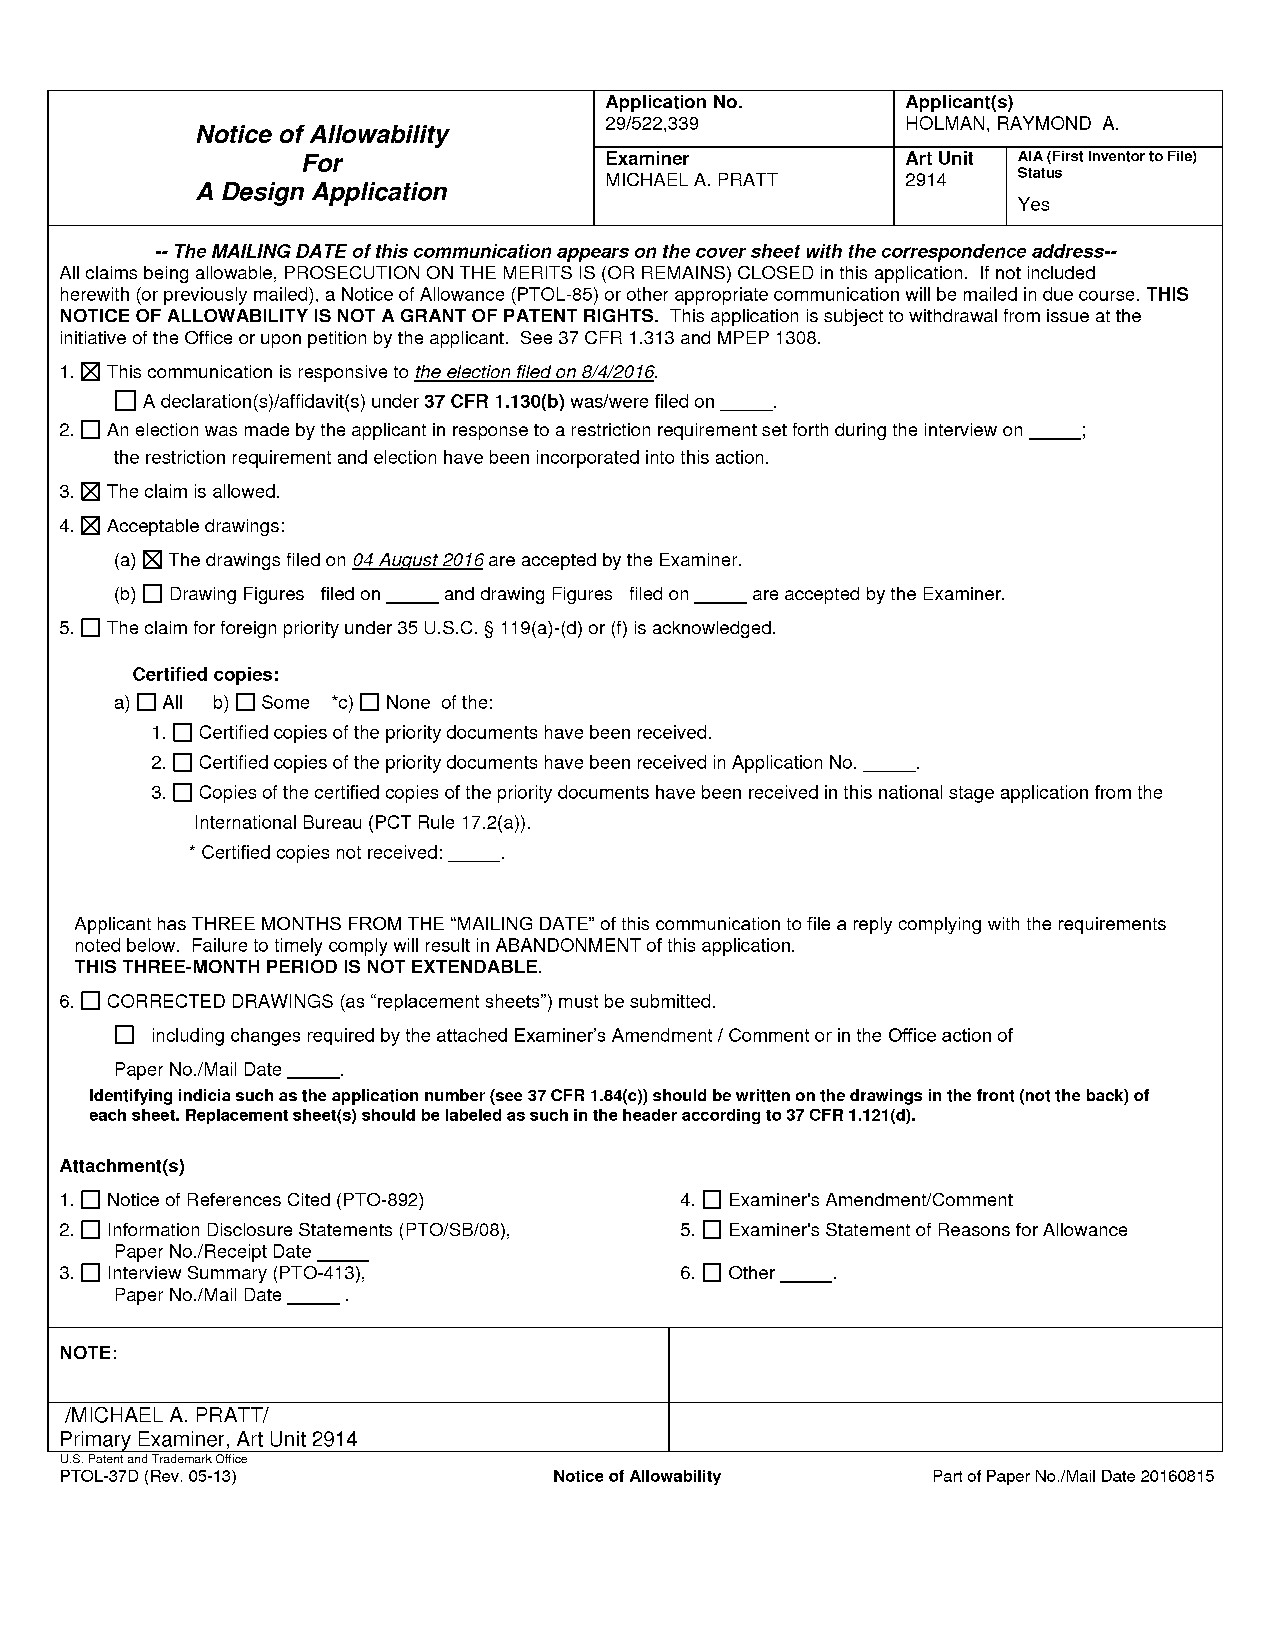 Notice of Allowability
For
A Design Application
Application No.
29/522,339
Applicant(s)
HOLMAN, RAYMOND A.
Examiner
MICHAEL A. PRATT
Art Unit
2914
AIA (First Inventor to File)
Status
Yes
-- The MAILING DATE of this communication appears on the cover sheet with the correspondence address--
All claims being allowable, PROSECUTION ON THE MERITS IS (OR REMAINS) CLOSED in this application. If not included
herewith (or previously mailed), a Notice of Allowance (PTOL-85) or other appropriate communication will be mailed in due course. THIS
NOTICE OF ALLOWABILITY IS NOT A GRANT OF PATENT RIGHTS. This application is subject to withdrawal from issue at the
initiative of the Office or upon petition by the applicant. See 37 CFR 1.313 and MPEP 1308.
1. ☒ This communication is responsive to the election filed on 8/4/2016.
☐ A declaration(s)/affidavit(s) under 37 CFR 1.130(b) was/were filed on _____.
2. ☐ An election was made by the applicant in response to a restriction requirement set forth during the interview on _____;
the restriction requirement and election have been incorporated into this action.
3. ☒ The claim is allowed.
4. ☒ Acceptable drawings:
(a) ☒ The drawings filed on 04 August 2016 are accepted by the Examiner.
(b) ☐ Drawing Figures filed on _____ and drawing Figures filed on _____ are accepted by the Examiner.
5. ☐ The claim for foreign priority under 35 U.S.C. § 119(a)-(d) or (f) is acknowledged.
Certified copies:
a) ☐ All b) ☐ Some *c) ☐ None of the:
1. ☐ Certified copies of the priority documents have been received.
2. ☐ Certified copies of the priority documents have been received in Application No. _____.
3. ☐ Copies of the certified copies of the priority documents have been received in this national stage application from the
International Bureau (PCT Rule 17.2(a)).
* Certified copies not received: _____.
Applicant has THREE MONTHS FROM THE “MAILING DATE” of this communication to file a reply complying with the requirements
noted below. Failure to timely comply will result in ABANDONMENT of this application.
THIS THREE-MONTH PERIOD IS NOT EXTENDABLE.
6. ☐ CORRECTED DRAWINGS (as “replacement sheets”) must be submitted.
☐ including changes required by the attached Examiner’s Amendment / Comment or in the Office action of
Paper No./Mail Date _____.
Identifying indicia such as the application number (see 37 CFR 1.84(c)) should be written on the drawings in the front (not the back) of
each sheet. Replacement sheet(s) should be labeled as such in the header according to 37 CFR 1.121(d).
Attachment(s)
1. ☐ Notice of References Cited (PTO-892)
2. ☐ Information Disclosure Statements (PTO/SB/08),
Paper No./Receipt Date _____
3. ☐ Interview Summary (PTO-413),
Paper No./Mail Date _____ .
4. ☐ Examiner's Amendment/Comment
5. ☐ Examiner's Statement of Reasons for Allowance
6. ☐ Other _____.
NOTE:
/MICHAEL A. PRATT/
Primary Examiner, Art Unit 2914
U.S. Patent and Trademark Office
PTOL-37D (Rev. 05-13) Notice of Allowability Part of Paper No./Mail Date 20160815